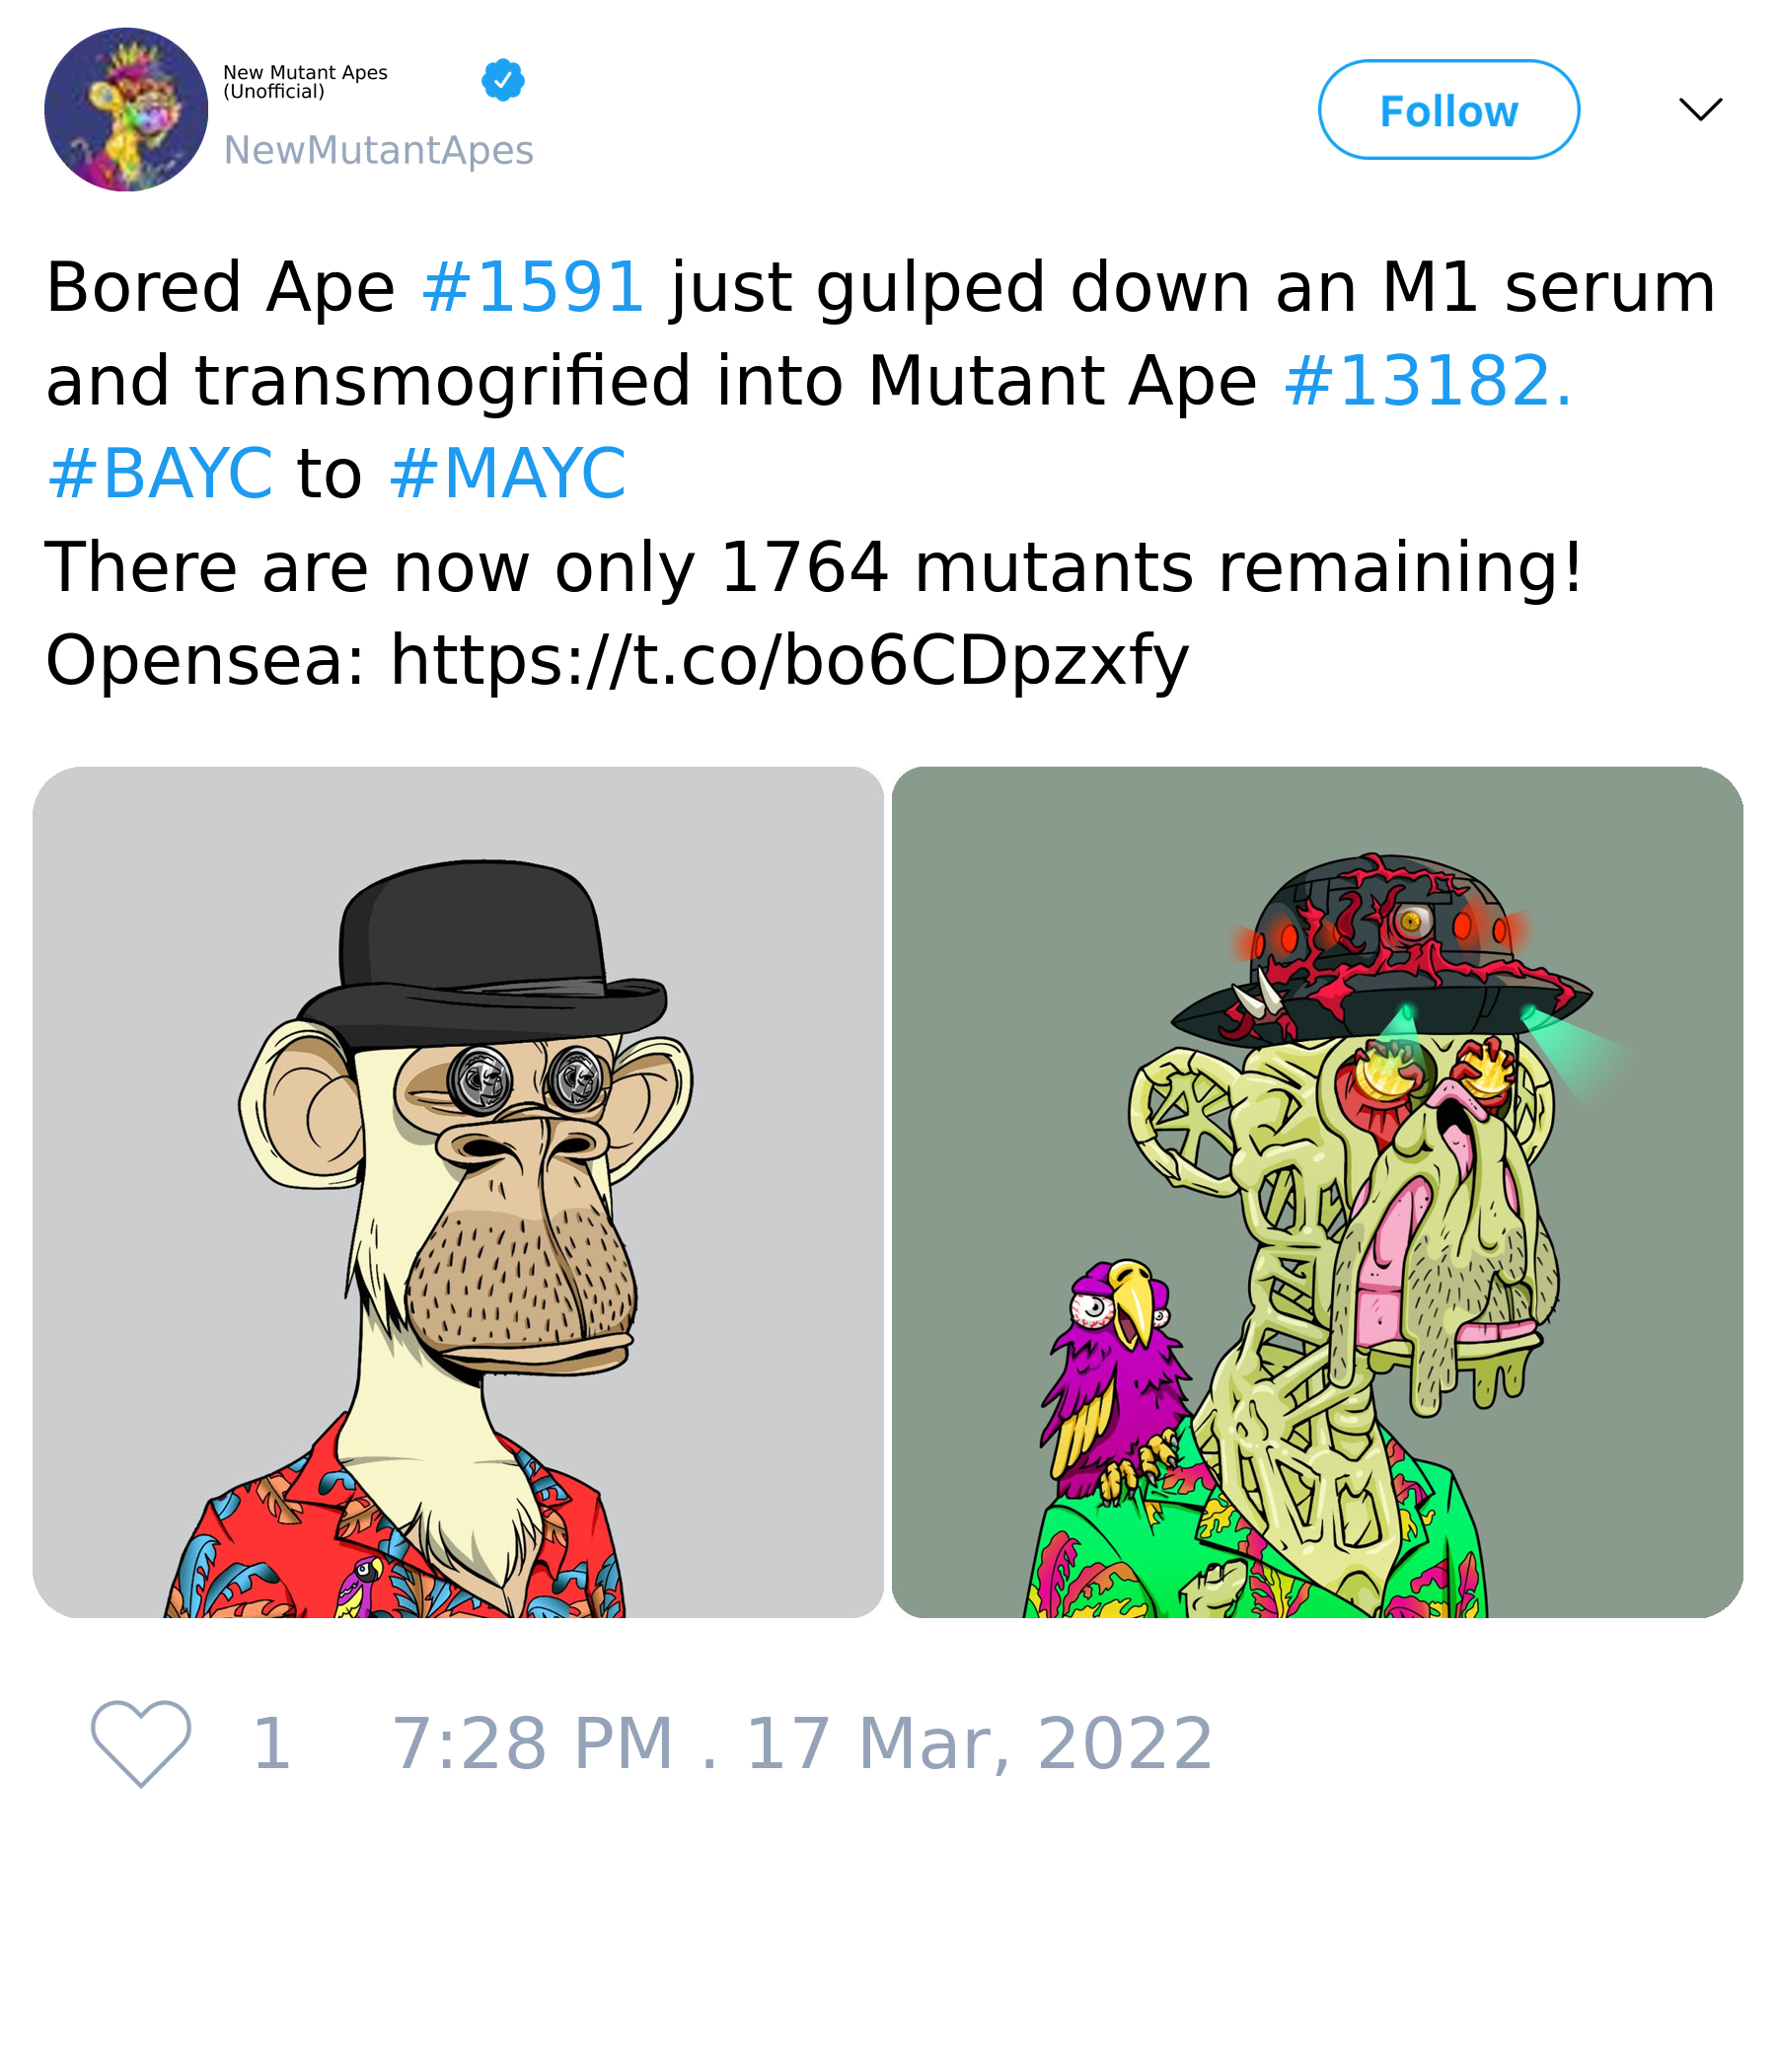 New Mutant Apes
(Unofficial)
NewMutantApes
Follow
Bored Ape #1591 just gulped down an M1 serum
and transmogrified into Mutant Ape #13182.
#BAYC to #MAYC
There are now only 1764 mutants remaining!
Opensea: https://t.co/bo6CDpzxfy
1 7:28 PM . 17 Mar, 2022